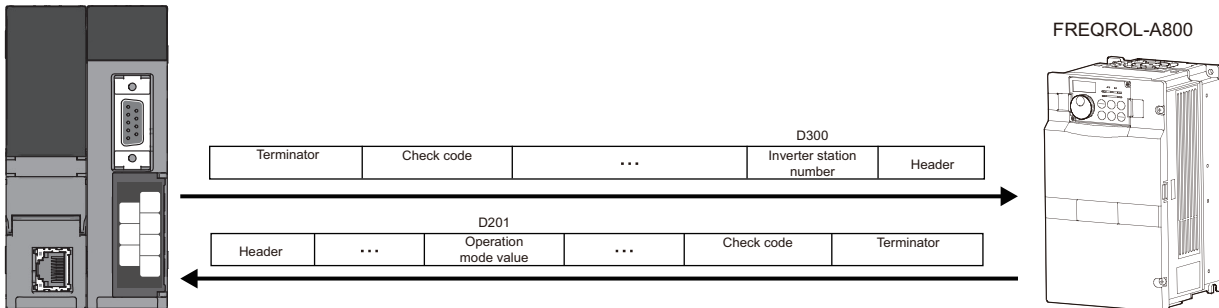 FREQROL-A800
D300
Terminator
Check code
...
Inverter station
number
Header
D201
Header
...
Operation
mode value
...
Check code
Terminator